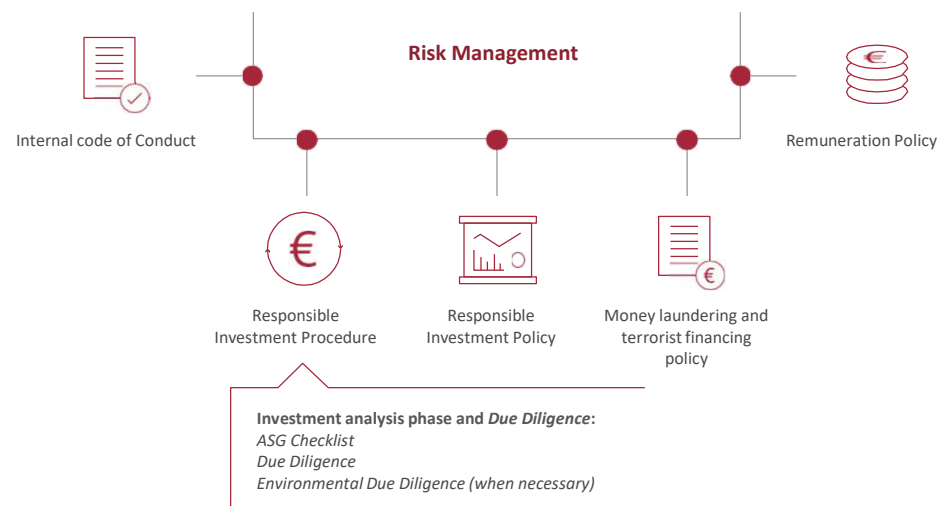 Risk Management
€
Internal code of Conduct
Remuneration Policy
€
€
Responsible
Investment Procedure
Responsible
Investment Policy
Money laundering and
terrorist financing
policy
Investment analysis phase and Due Diligence:
ASG Checklist
Due Diligence
Environmental Due Diligence (when necessary)